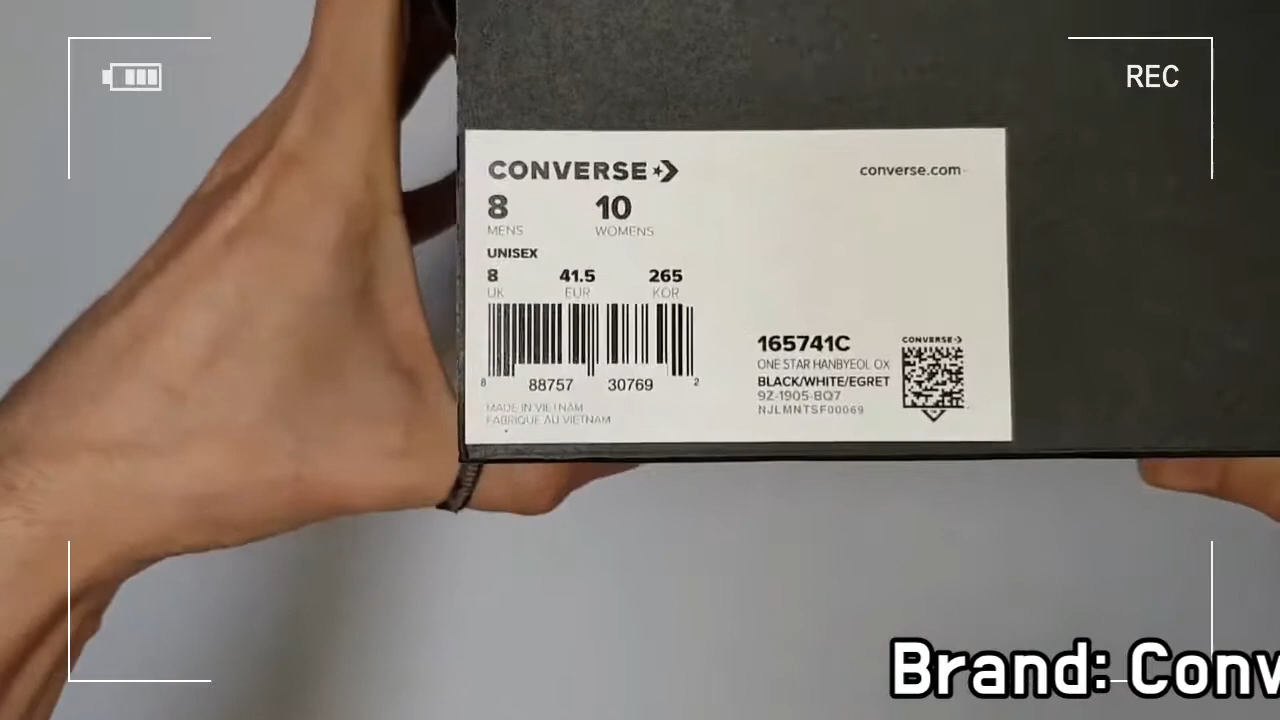 REC
CONVERSE
converse.com
8 10
MENS WOMENS
UNISEX
8 41.5 265
UK EUR KOR
8 88757 30769 2
MADE IN VIETNAM
FABRIQUE AU VIETNAM
165741C
ONE STAR HANBYEOL OX
BLACK/WHITE/EGRET
9Z-1905-BQ7
NJLMNTSF00069
CONVERSE
Brand: Conv